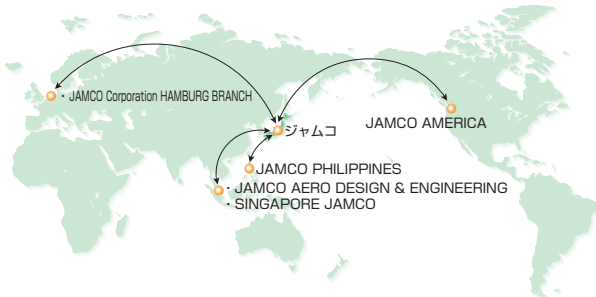 ・JAMCO Corporation HAMBURG BRANCH
ジャムコ
JAMCO AMERICA
JAMCO PHILIPPINES
・JAMCO AERO DESIGN & ENGINEERING
・SINGAPORE JAMCO